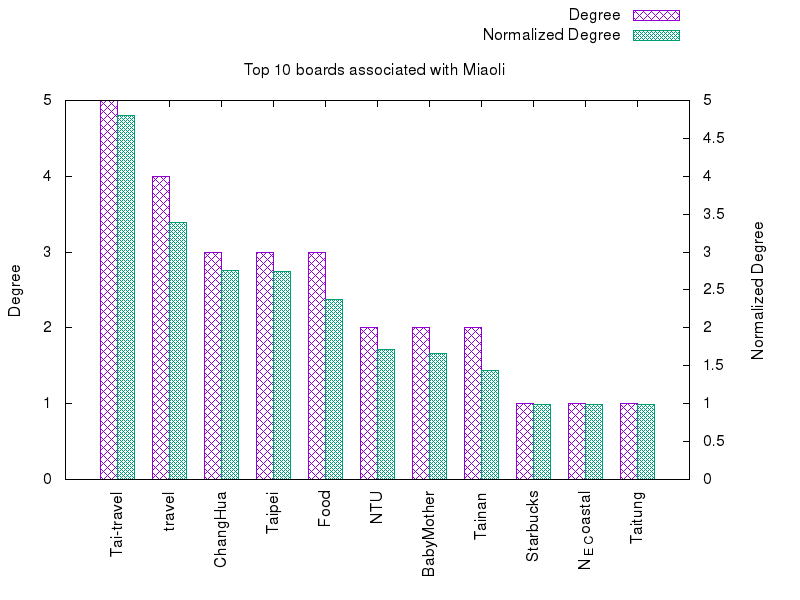 Degree
Normalized Degree
Top 10 boards associated with Miaoli
5
4
3
2
1
0
5
4.5
4
3.5
3
2.5
2
1.5
1
0.5
0
Degree
Normalized Degree
Tai-travel
travel
ChangHua
Taipei
Food
NTU
BabyMother
Tainan
Starbucks
NECoastal
Taitung